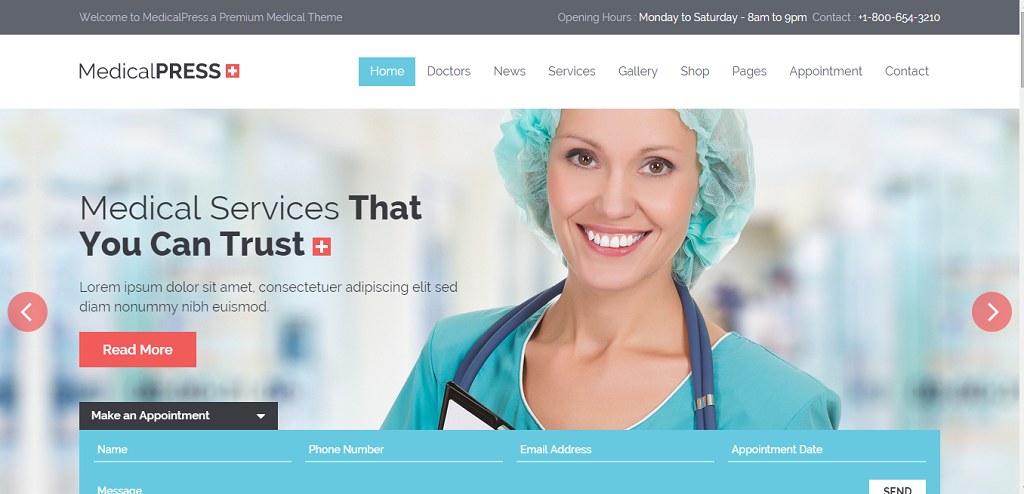 Welcome to MedicalPress a Premium Medical Theme
Opening Hours : Monday to Saturday - 8am to 9pm Contact : +1-800-654-3210
MedicalPRESS
Home Doctors News Services Gallery Shop Pages Appointment Contact
Medical Services That
You Can Trust
Lorem ipsum dolor sit amet, consectetuer adipiscing elit sed
diam nonummy nibh euismod.
Read More
Make an Appointment
Name Phone Number Email Address Appointment Date
Message
SEND